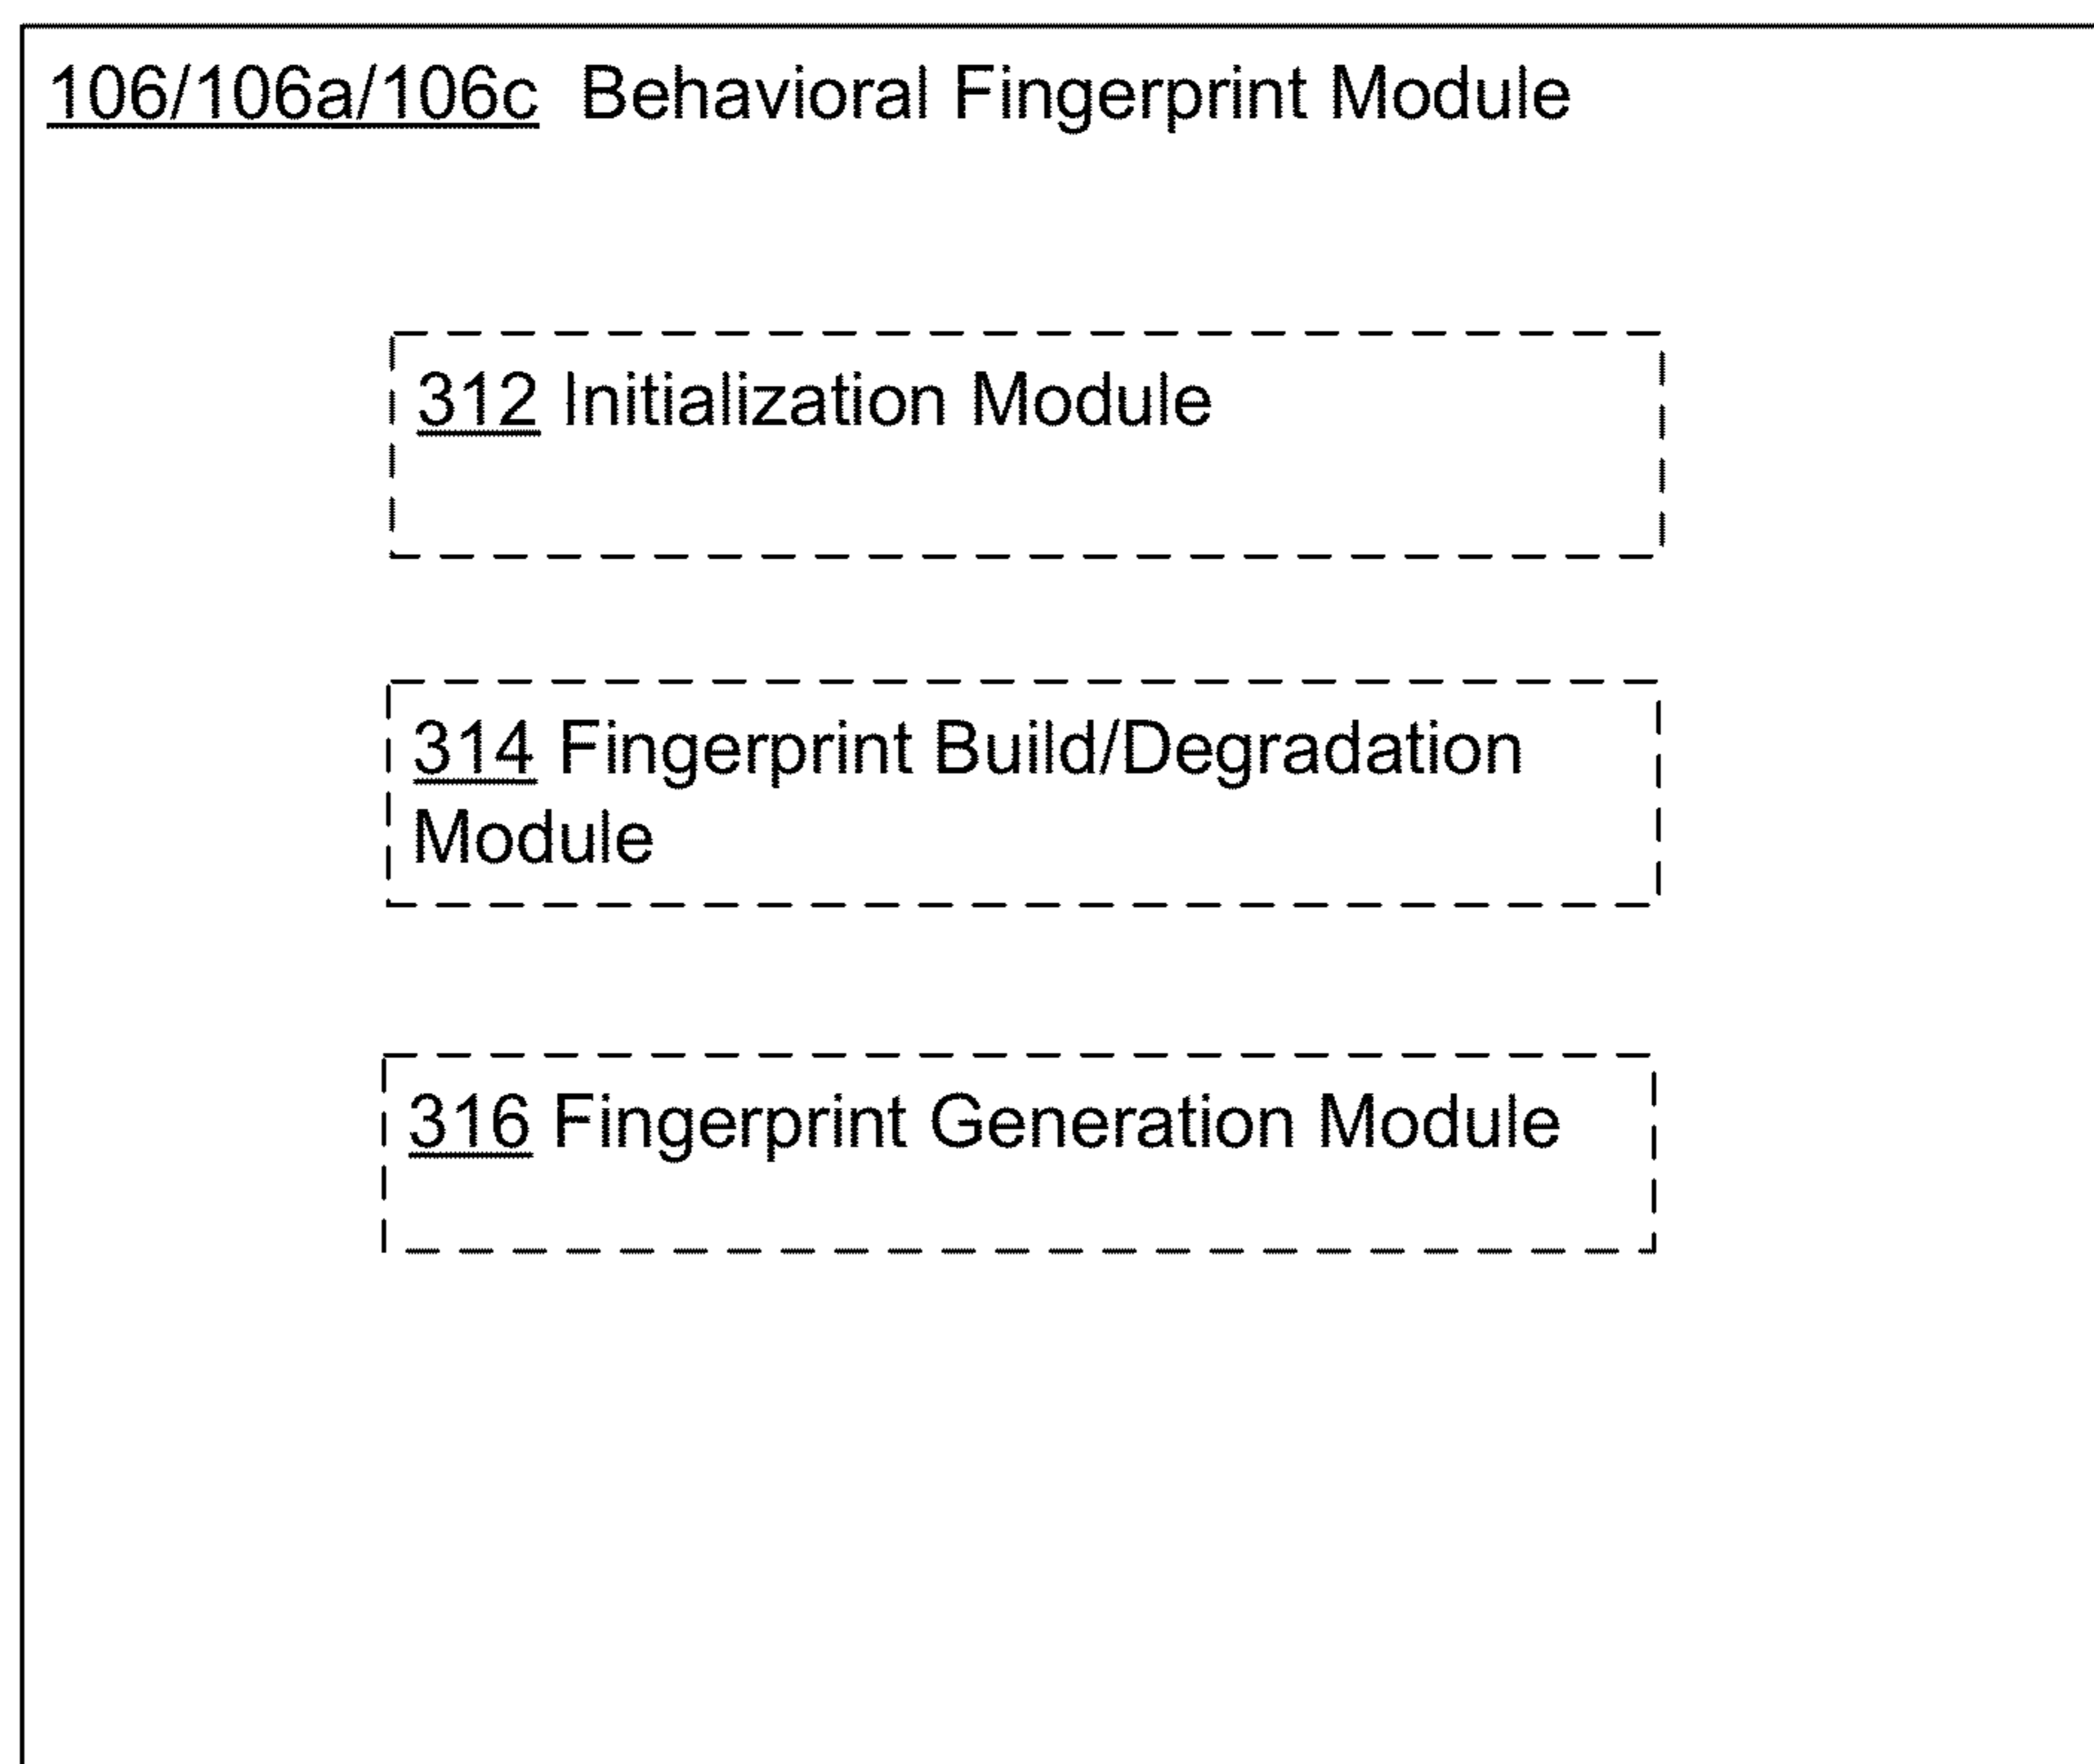 106/106a/106c Behavioral Fingerprint Module
312 Initialization Module
314 Fingerprint Build/Degradation
Module
316 Fingerprint Generation Module